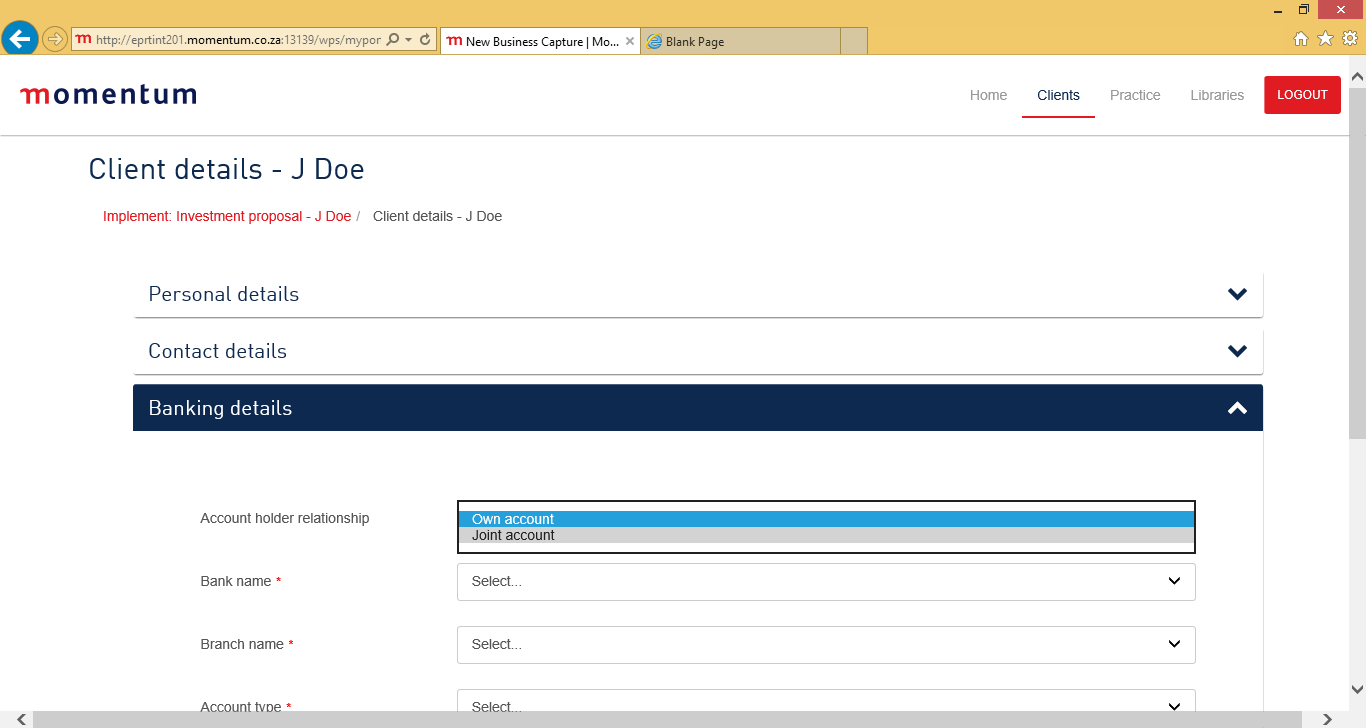 http://eprtint201.momentum.co.za:13139/wps/mypor
m New Business Capture | Mo...
Blank Page
momentum
Home
Clients
Practice
Libraries
LOGOUT
Client details - J Doe
Implement: Investment proposal - J Doe / Client details - J Doe
Personal details
Contact details
Banking details
Account holder relationship
Own account
Joint account
Bank name *
Select...
Branch name *
Select...
Account type *
Select...